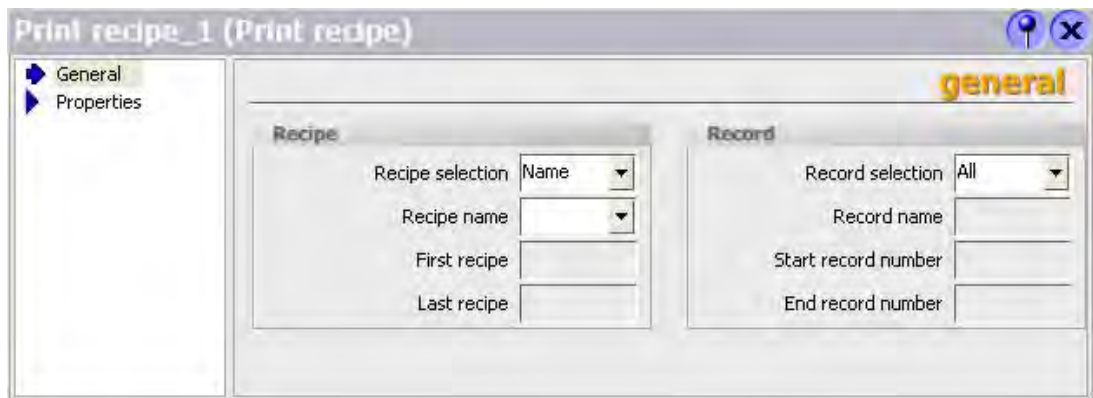 Print recipe_1 (Print recipe)
General
Properties
general
Recipe
Recipe selection Name
Recipe name
First recipe
Last recipe
Record
Record selection All
Record name
Start record number
End record number